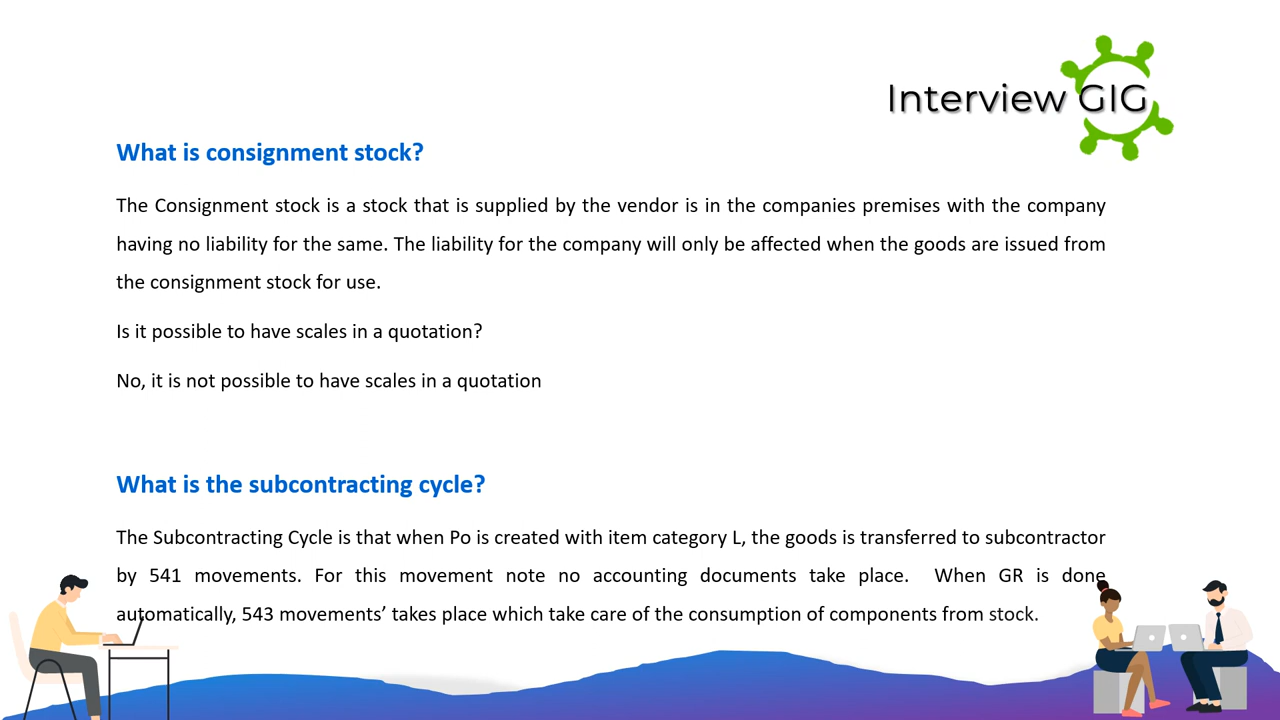 Interview GIG
What is consignment stock?
The Consignment stock is a stock that is supplied by the vendor is in the companies premises with the company
having no liability for the same. The liability for the company will only be affected when the goods are issued from
the consignment stock for use.
Is it possible to have scales in a quotation?
No, it is not possible to have scales in a quotation
What is the subcontracting cycle?
The Subcontracting Cycle is that when Po is created with item category L, the goods is transferred to subcontractor
by 541 movements. For this movement note no accounting documents take place.  When GR is done
automatically, 543 movements’ takes place which take care of the consumption of components from stock.